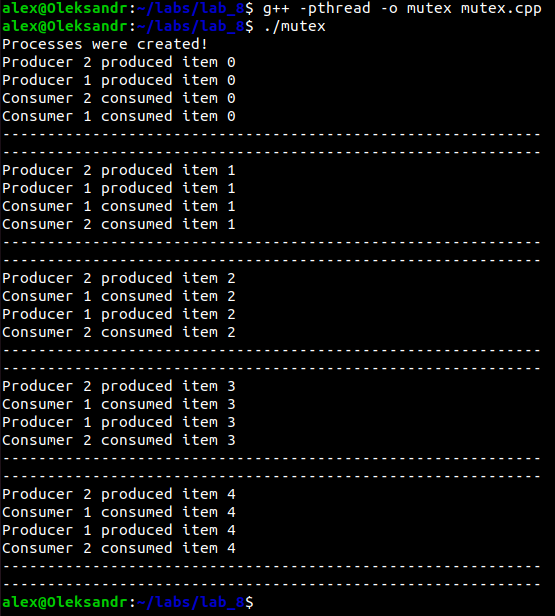 alex@Oleksandr:~/labs/lab_8$ g++ -pthread -o mutex mutex.cpp
alex@Oleksandr:~/labs/lab_8$ ./mutex
Processes were created!
Producer 2 produced item 0
Producer 1 produced item 0
Consumer 2 consumed item 0
Consumer 1 consumed item 0
------------------------------------------------------------
------------------------------------------------------------
Producer 2 produced item 1
Producer 1 produced item 1
Consumer 1 consumed item 1
Consumer 2 consumed item 1
------------------------------------------------------------
------------------------------------------------------------
Producer 2 produced item 2
Consumer 1 consumed item 2
Producer 1 produced item 2
Consumer 2 consumed item 2
------------------------------------------------------------
------------------------------------------------------------
Producer 2 produced item 3
Consumer 1 consumed item 3
Producer 1 produced item 3
Consumer 2 consumed item 3
------------------------------------------------------------
------------------------------------------------------------
Producer 2 produced item 4
Consumer 1 consumed item 4
Producer 1 produced item 4
Consumer 2 consumed item 4
------------------------------------------------------------
------------------------------------------------------------
alex@Oleksandr:~/labs/lab_8$